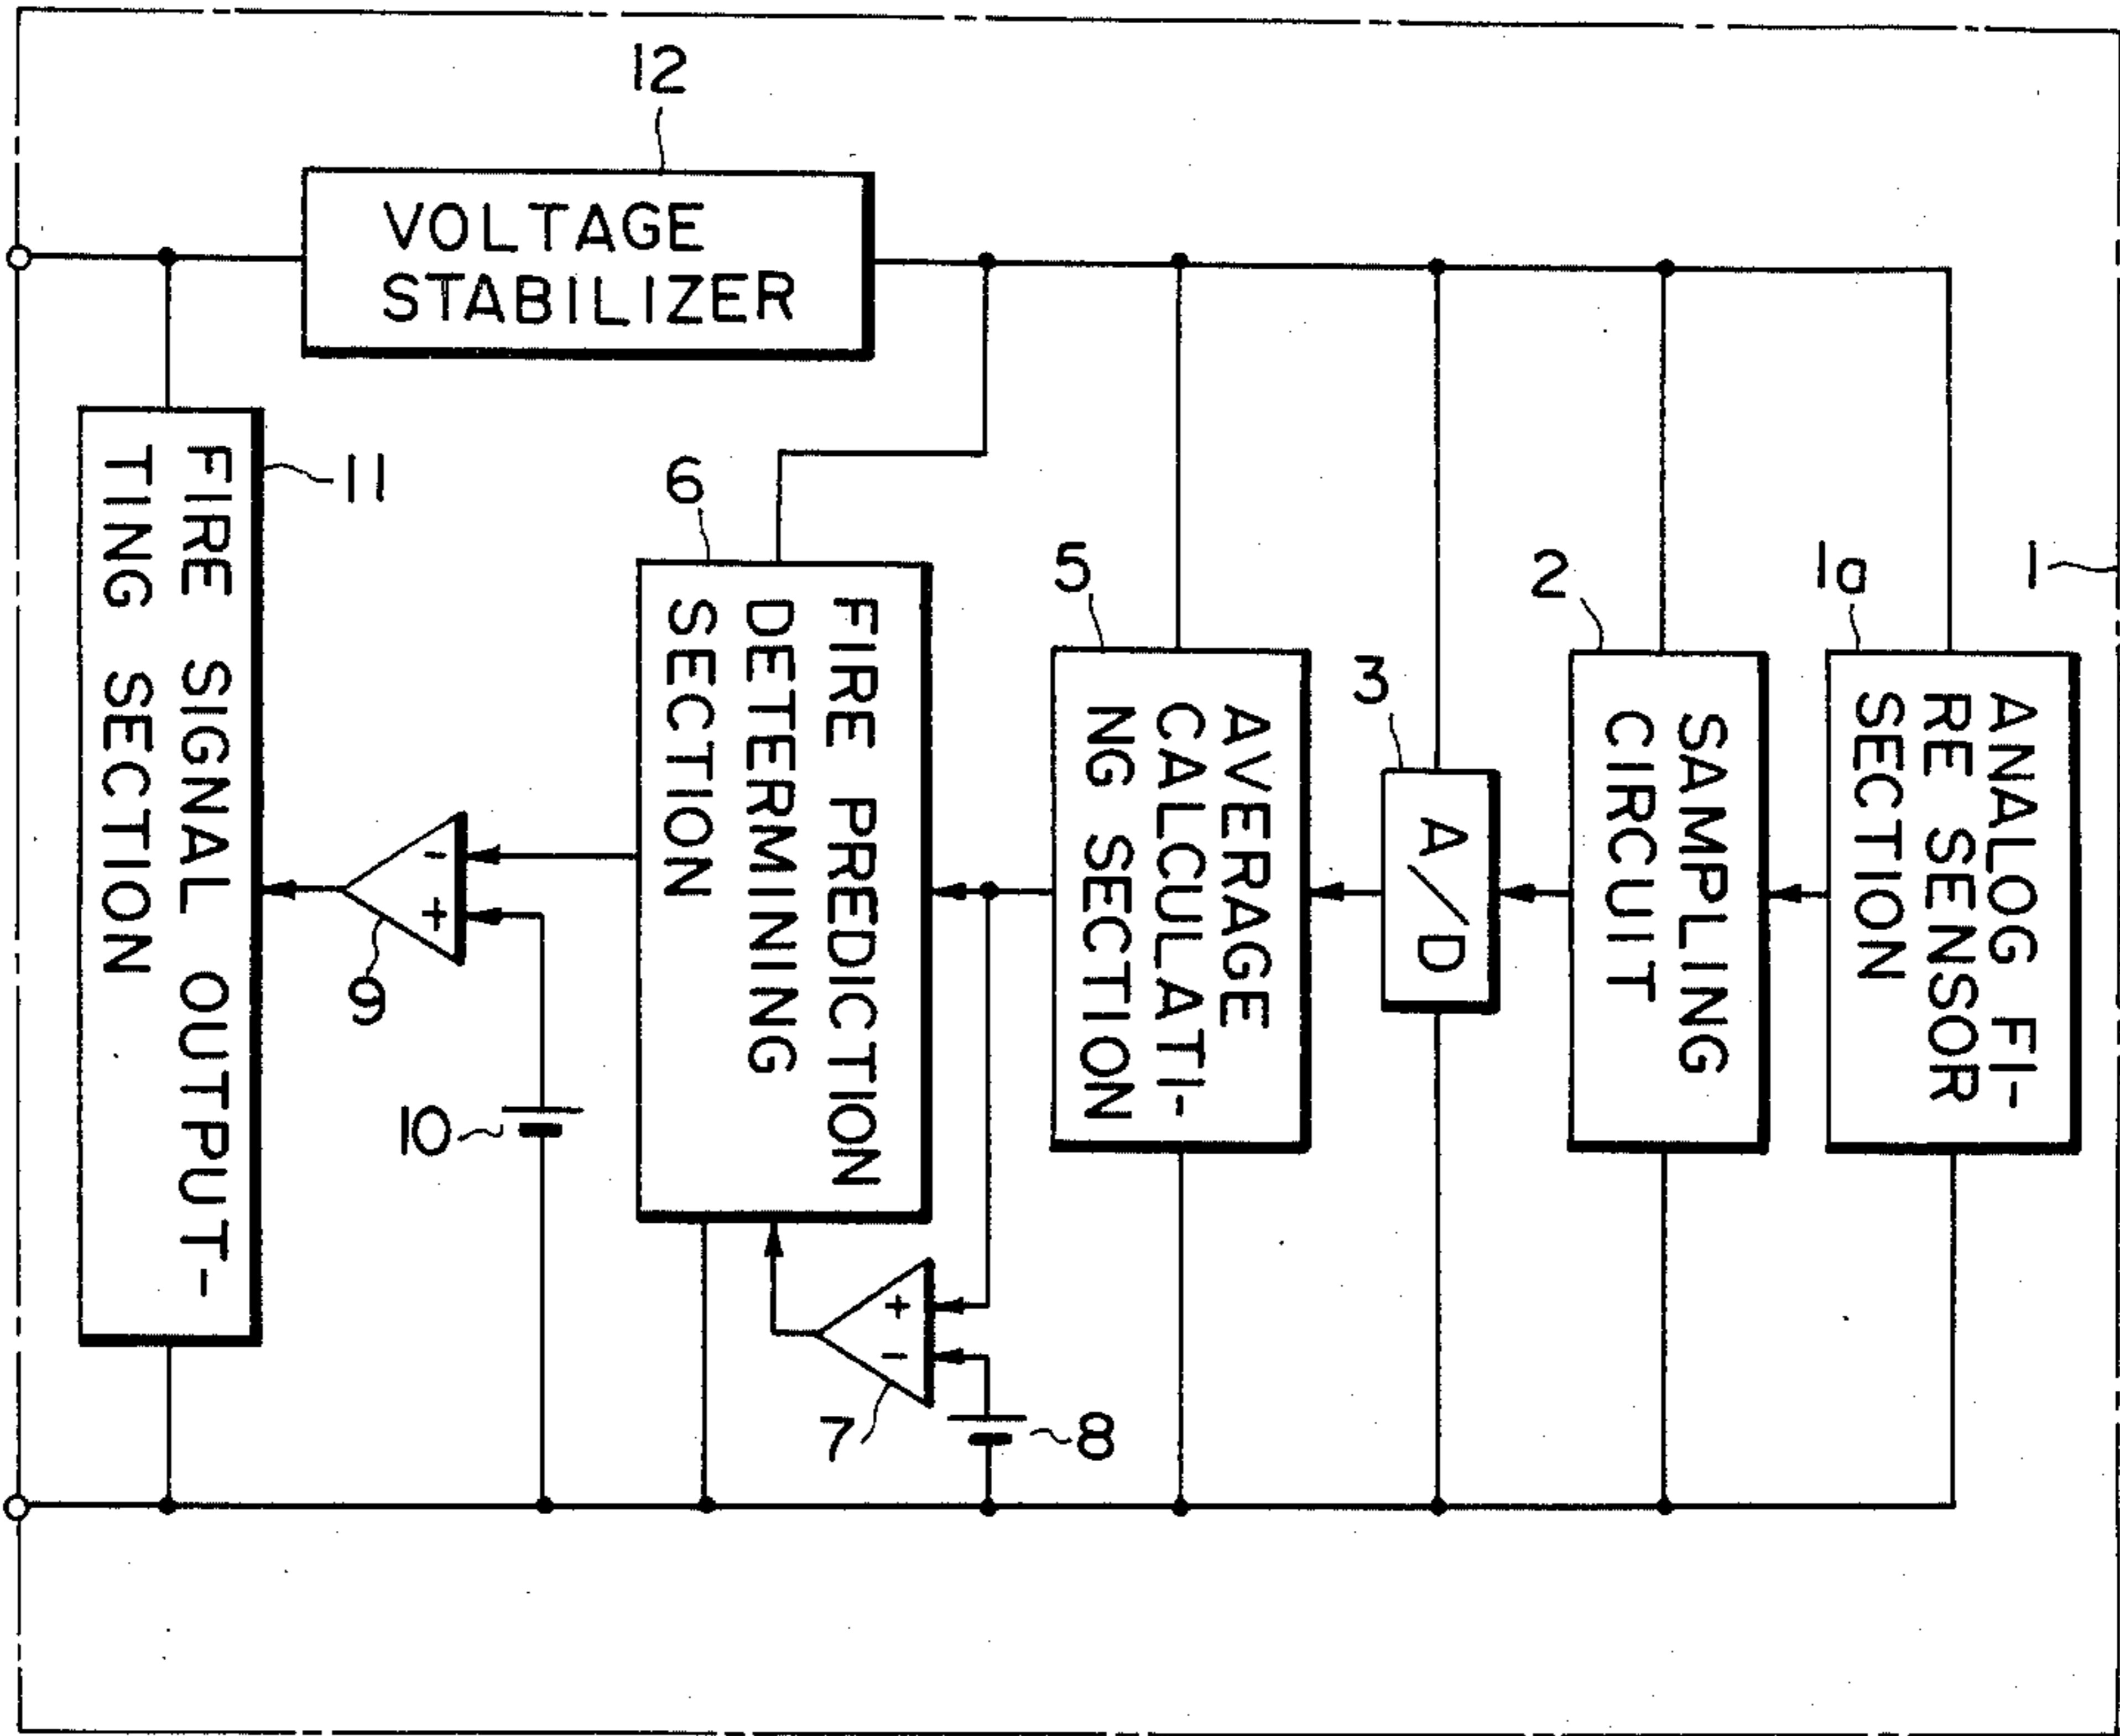 12
VOLTAGE
STABILIZER
1
1a
ANALOG FI-
RE SENSOR
SECTION
2
SAMPLING
CIRCUIT
3
A/D
5
AVERAGE
CALCULATI-
NG SECTION
6
FIRE PREDICTION
DETERMINING
SECTION
+
-
7
8
-
+
9
10
11
FIRE SIGNAL OUTPUT-
TING SECTION